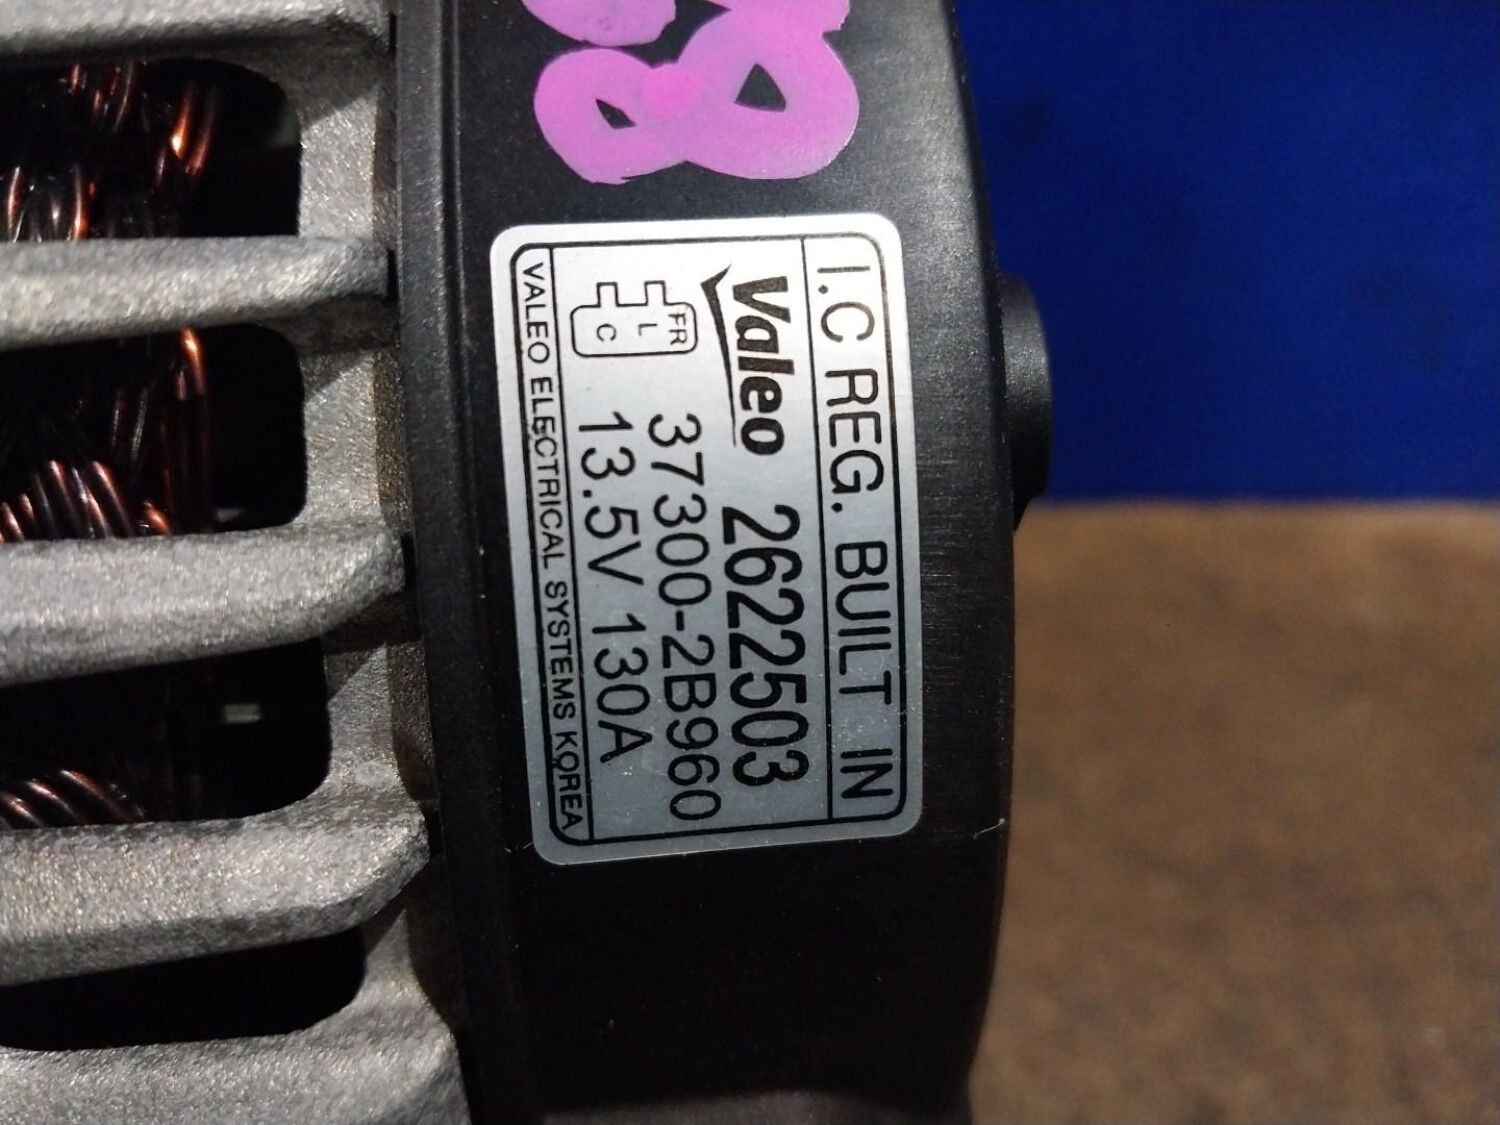 I.C REG. BUILT IN
Valeo 2622503
FR
L
C
37300-2B960
13.5V 130A
VALEO ELECTRICAL SYSTEMS KOREA